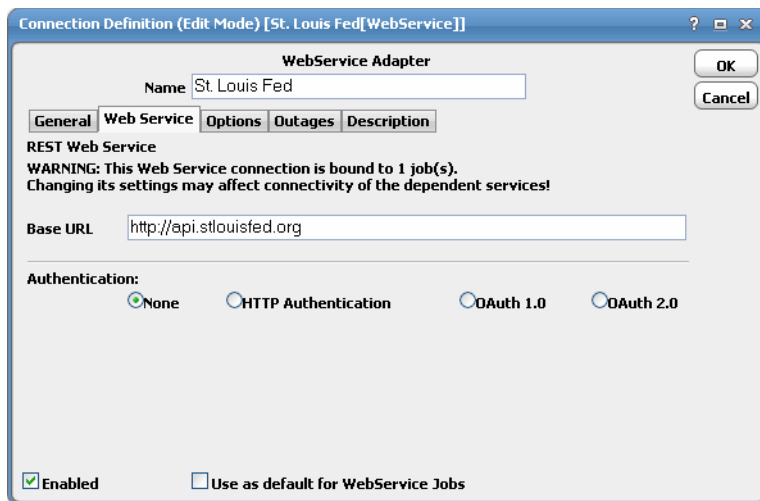 Connection Definition (Edit Mode) [St. Louis Fed[WebService]] ?
WebService Adapter
OK
Name St. Louis Fed
Cancel
General Web Service Options Outages Description
REST Web Service
WARNING: This Web Service connection is bound to 1 job(s).
Changing its settings may affect connectivity of the dependent services!
Base URL http://api.stlouisfed.org
Authentication:
None HTTP Authentication OAuth 1.0 OAuth 2.0
Enabled Use as default for WebService Jobs